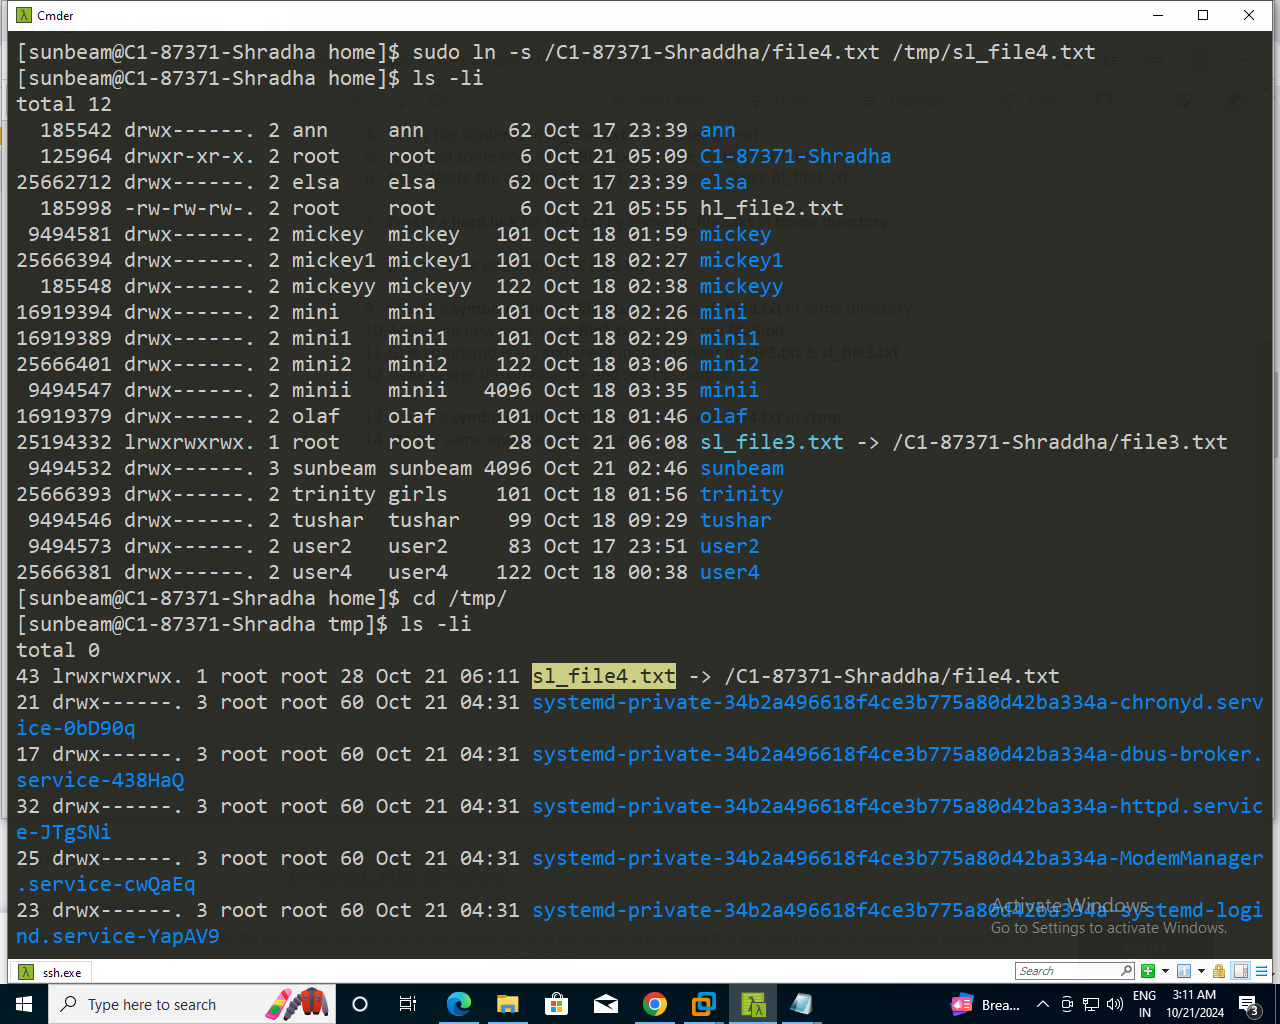 Cmder
[sunbeam@C1-87371-Shradha home]$ sudo ln -s /C1-87371-Shraddha/file4.txt /tmp/sl_file4.txt
[sunbeam@C1-87371-Shradha home]$ ls -li
total 12
185542 drwx------. 2 ann ann 62 Oct 17 23:39 ann
125964 drwxr-xr-x. 2 root root 6 Oct 21 05:09 C1-87371-Shradha
25662712 drwx------. 2 elsa elsa 62 Oct 17 23:39 elsa
185998 -rw-rw-rw-. 2 root root 6 Oct 21 05:55 hl_file2.txt
9494581 drwx------. 2 mickey mickey 101 Oct 18 01:59 mickey
25666394 drwx------. 2 mickey1 mickey1 101 Oct 18 02:27 mickey1
185548 drwx------. 2 mickeyy mickeyy 122 Oct 18 02:38 mickeyy
16919394 drwx------. 2 mini mini 101 Oct 18 02:26 mini
16919389 drwx------. 2 mini1 mini1 101 Oct 18 02:29 mini1
25666401 drwx------. 2 mini2 mini2 122 Oct 18 03:09 mini2
9494547 drwx------. 2 minii minii 4096 Oct 18 03:35 minii
16919379 drwx------. 2 olaf olaf 101 Oct 18 01:46 olaf
25194332 lrwxrwxrwx. 1 root root 28 Oct 21 06:08 sl_file3.txt -> /C1-87371-Shraddha/file3.txt
9494532 drwx------. 3 sunbeam sunbeam 4096 Oct 21 02:46 sunbeam
25666393 drwx------. 2 trinity girls 101 Oct 18 01:56 trinity
9494546 drwx------. 2 tushar tushar 99 Oct 18 09:29 tushar
9494573 drwx------. 2 user2 user2 83 Oct 17 23:51 user2
25666381 drwx------. 2 user4 user4 122 Oct 18 00:38 user4
[sunbeam@C1-87371-Shradha home]$ cd /tmp/
[sunbeam@C1-87371-Shradha tmp]$ ls -li
total 0
43 lrwxrwxrwx. 1 root root 28 Oct 21 06:11 sl_file4.txt -> /C1-87371-Shraddha/file4.txt
21 drwx------. 3 root root 60 Oct 21 04:31 systemd-private-34b2a496618f4ce3b775a80d42ba334a-chronyd.serv
ice-0bD90q
17 drwx------. 3 root root 60 Oct 21 04:31 systemd-private-34b2a496618f4ce3b775a80d42ba334a-dbus-broker.
service-438HaQ
32 drwx------. 3 root root 60 Oct 21 04:31 systemd-private-34b2a496618f4ce3b775a80d42ba334a-httpd.servic
e-JTgSNi
25 drwx------. 3 root root 60 Oct 21 04:31 systemd-private-34b2a496618f4ce3b775a80d42ba334a-ModemManager
.service-cwQaEq
23 drwx------. 3 root root 60 Oct 21 04:31 systemd-private-34b2a496618f4ce3b775a80d42ba334a-systemd-logi
nd.service-YapAV9
Activate Windows
Go to Settings to activate Windows.
ssh.exe
Search
Type here to search
Brea...
ENG
IN
3:11 AM
10/21/2024
3